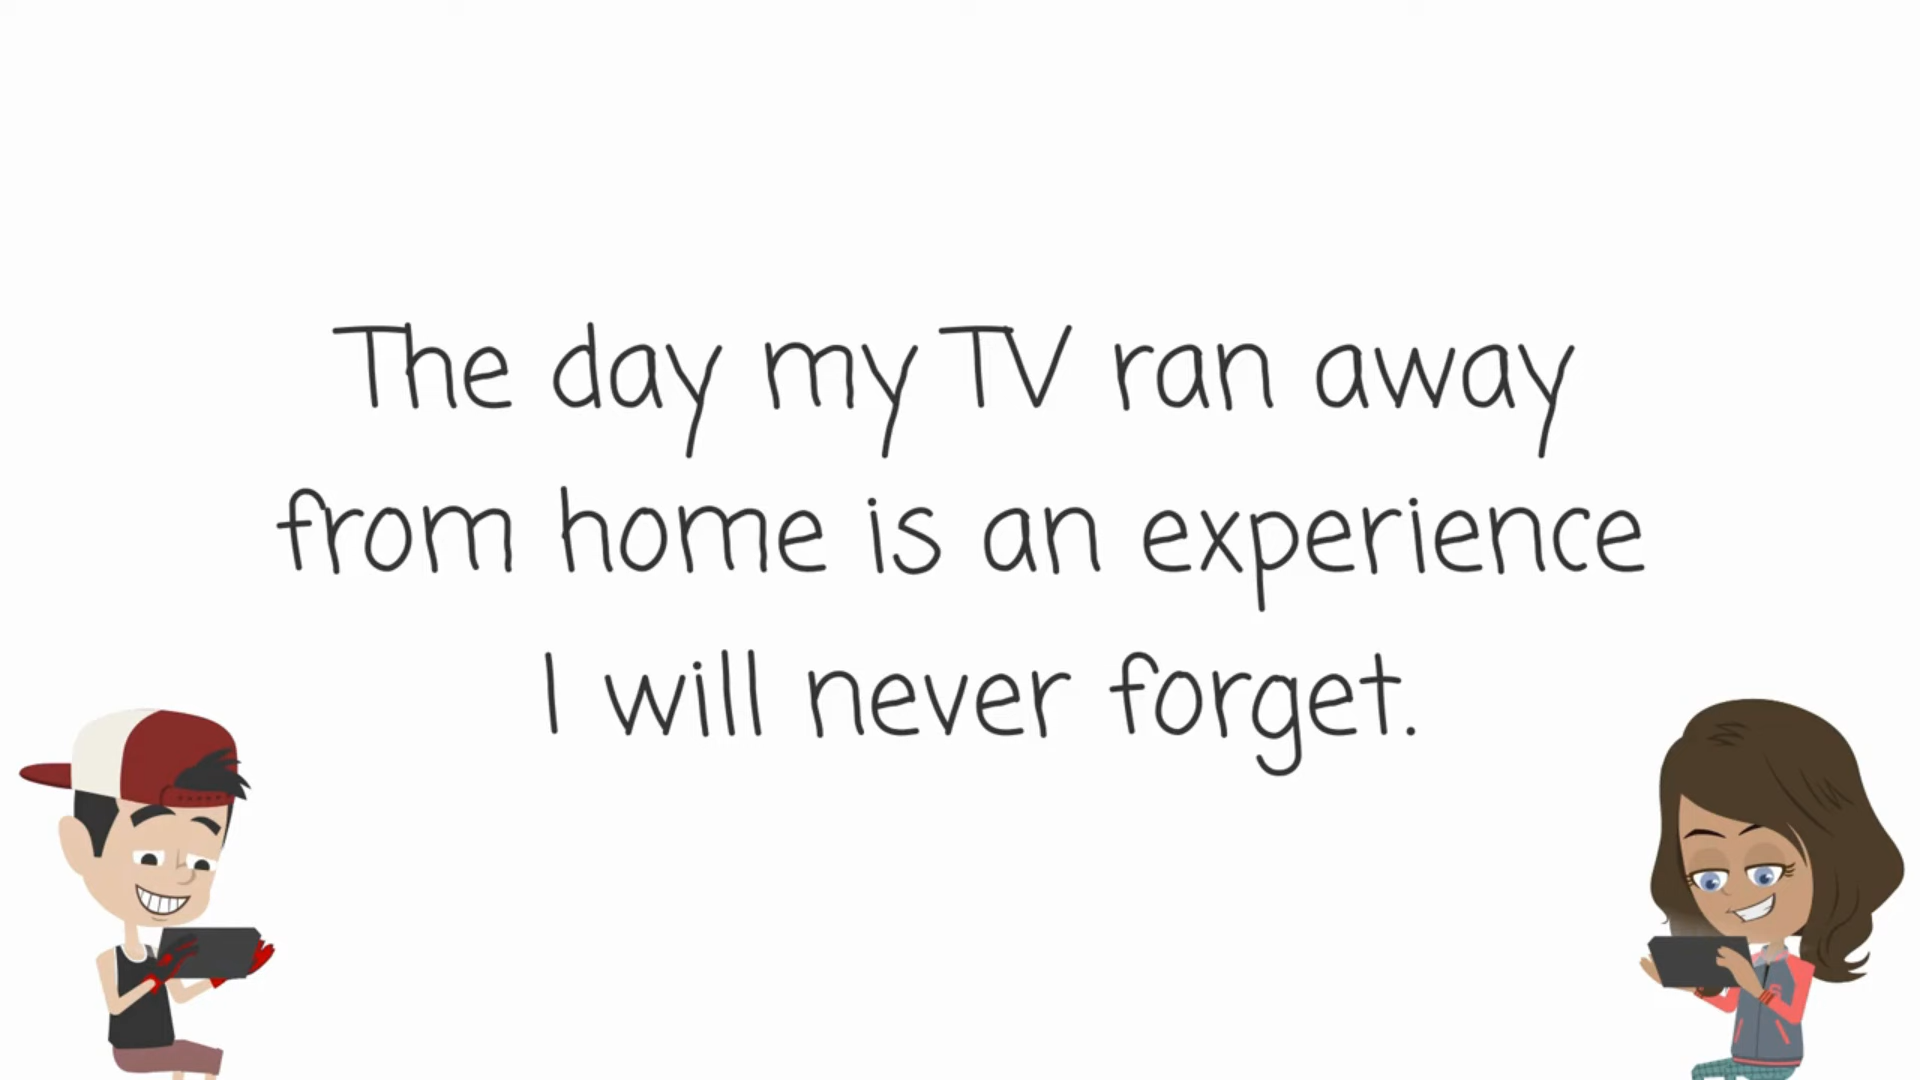 The day my TV ran away
from home is an experience
I will never forget.